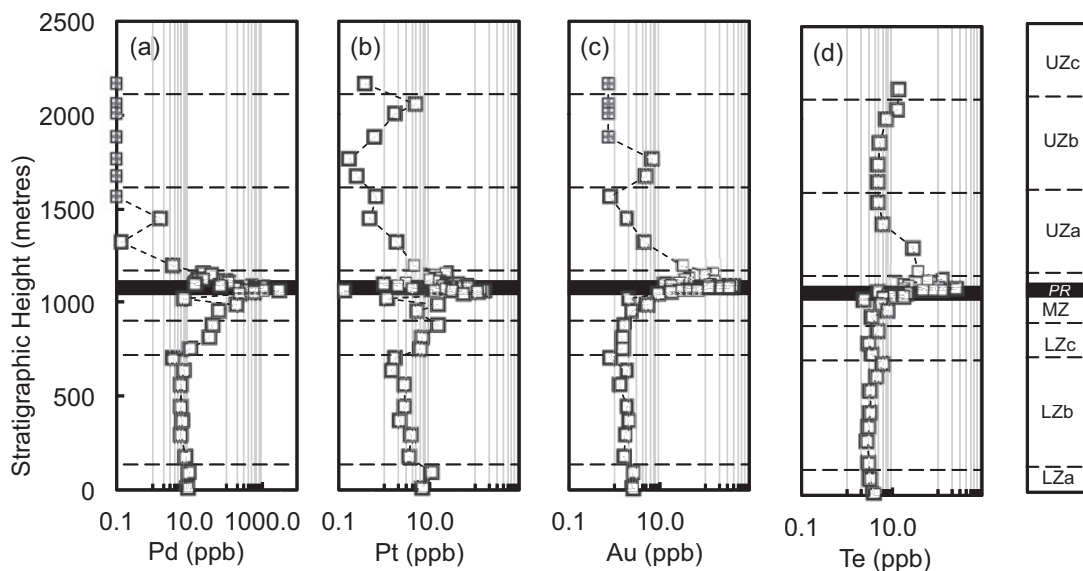 2500
(a)
(b)
(c)
(d)
UZc
2000
UZb
1500
UZa
PR
1000
MZ
LZc
500
LZb
LZa
0
0.1 10.0 1000.0 0.1 10.0 0.1 10.0 0.1 10.0
Pd (ppb) Pt (ppb) Au (ppb) Te (ppb)
Stratigraphic Height (metres)